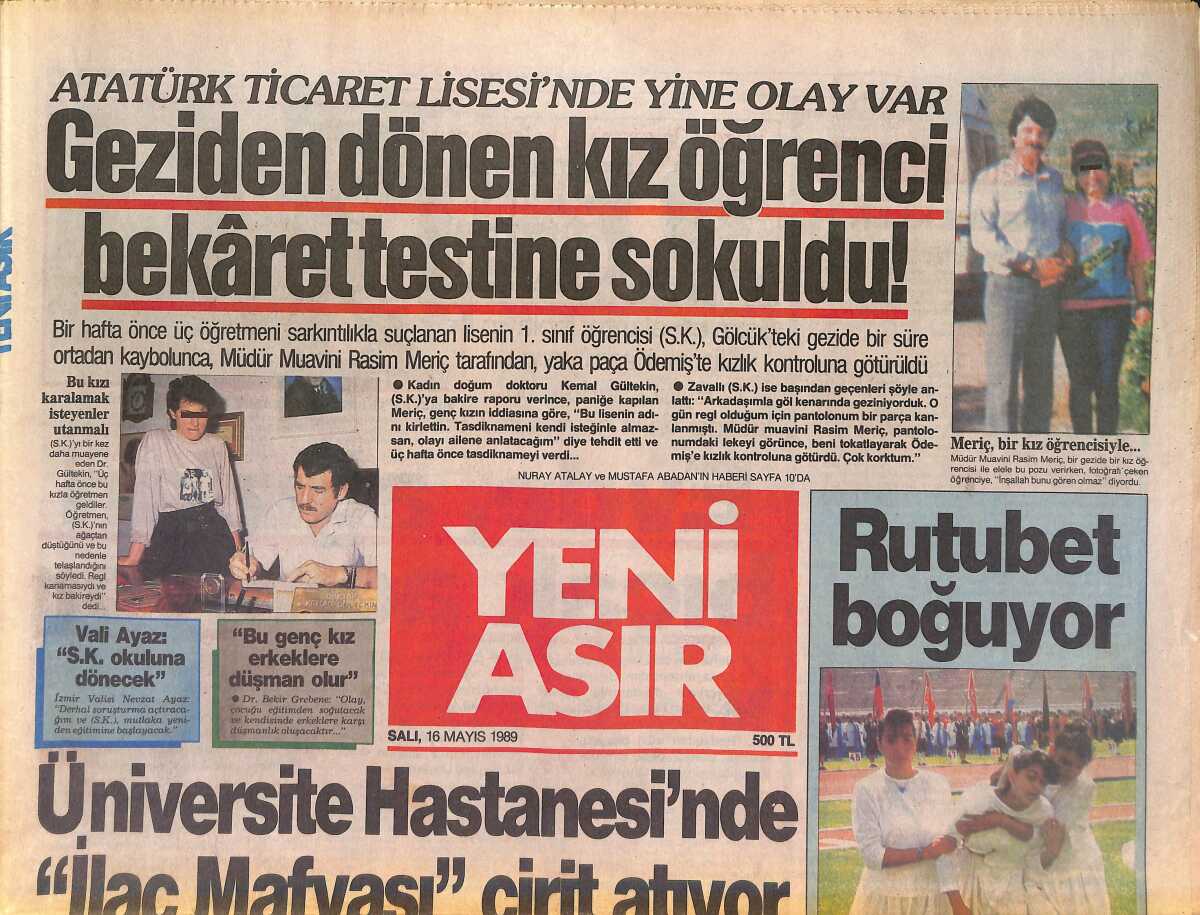 ATATÜRK TİCARET LİSESİ'NDE YİNE OLAY VAR
Geziden dönen kız öğrenci
bekâret testine sokuldu!
Bir hafta önce üç öğretmeni sarkıntılıkla suçlanan lisenin 1. sınıf öğrencisi (S.K.), Gölcük'teki gezide bir süre
ortadan kaybolunca, Müdür Muavini Rasim Meriç tarafından, yaka paça Ödemiş'te kızlık kontroluna götürüldü
Bu kızı
karalamak
isteyenler
utanmalı
(S.K.)'yı bir kez
daha muayene
eden Dr.
Gültekin, "Üç
hafta önce bu
kızla öğretmen
geldiler.
Öğretmen,
(S.K.)'nın
ağaçtan
düştüğünü ve bu
nedenle
telaşlandığını
söyledi. Regl
kanamasıydı ve
kız bakireydi"
dedi...
● Kadın doğum doktoru Kemal Gültekin,
(S.K.)'ya bakire raporu verince, paniğe kapılan
Meriç, genç kızın iddiasına göre, "Bu lisenin adı-
nı kirlettin. Tasdiknameni kendi isteğinle almaz-
san, olayı ailene anlatacağım" diye tehdit etti ve
üç hafta önce tasdiknameyi verdi...
● Zavallı (S.K.) ise başından geçenleri şöyle an-
lattı: "Arkadaşımla göl kenarında geziniyorduk. O
gün regl olduğum için pantolonum bir parça kan-
lanmıştı. Müdür muavini Rasim Meriç, pantolo-
numdaki lekeyi görünce, beni tokatlayarak Öde-
miş'e kızlık kontroluna götürdü. Çok korktum."
NURAY ATALAY ve MUSTAFA ABADAN'IN HABERİ SAYFA 10'DA
Meriç, bir kız öğrencisiyle...
Müdür Muavini Rasim Meriç, bir gezide bir kız öğ-
rencisi ile elele bu pozu verirken, fotoğrafı çeken
öğrenciye, "İnşallah bunu gören olmaz" diyordu.
Vali Ayaz:
"S.K. okuluna
dönecek"
İzmir Valisi Nevzat Ayaz:
"Derhal soruşturma açtıraca-
ğım ve (S.K.), mutlaka yeni-
den eğitimine başlayacak."
"Bu genç kız
erkeklere
düşman olur"
● Dr. Bekir Grebene: "Olay,
çocuğu eğitimden soğutacak
ve kendisinde erkeklere karşı
düşmanlık oluşacaktır..."
YENİ
ASIR
SALI, 16 MAYIS 1989
500 TL
Rutubet
boğuyor
Üniversite Hastanesi'nde
"İlaç Mafyası" cirit atıyor
YENİ ASIR